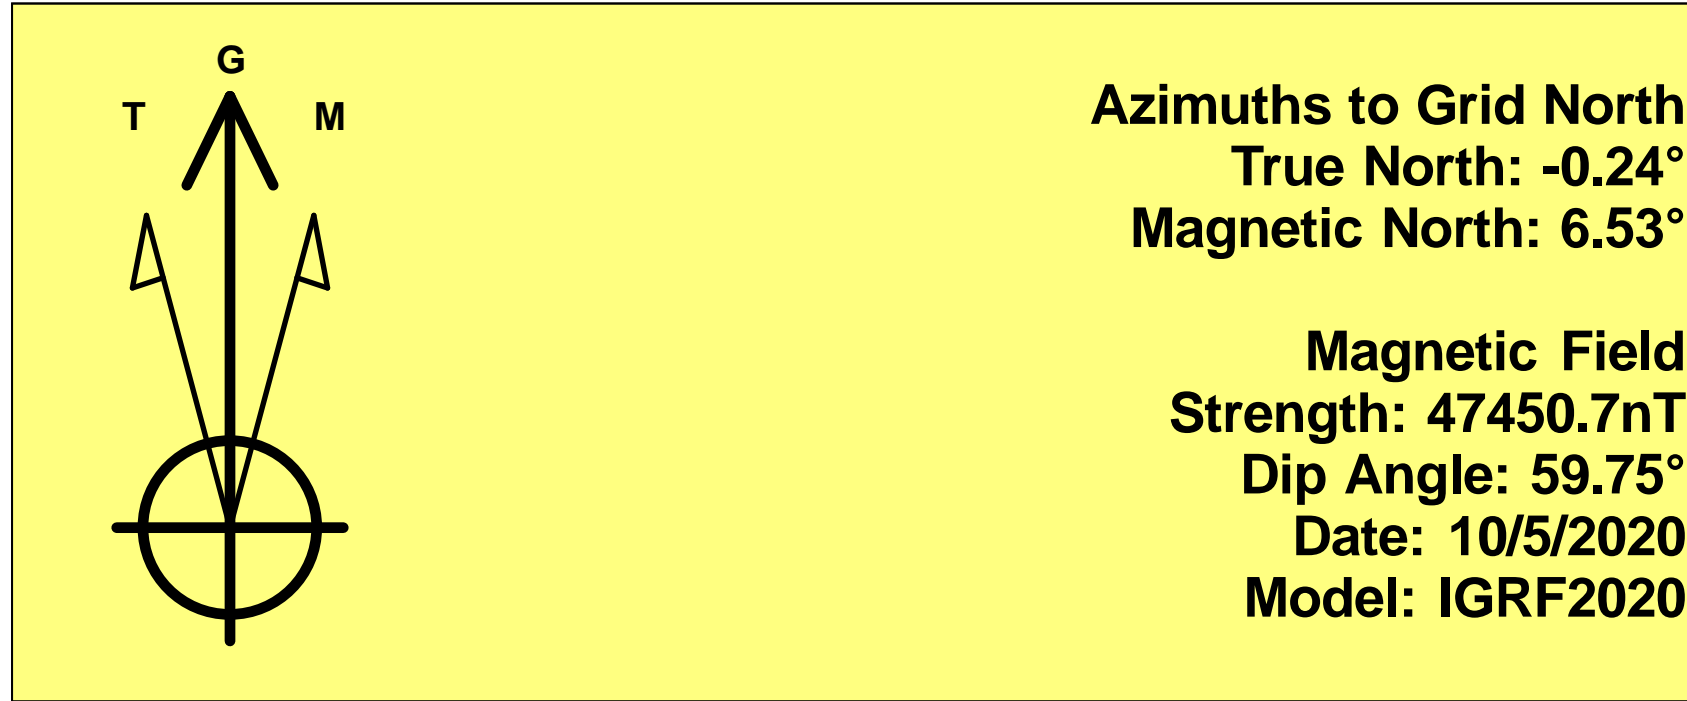 G
T M
Azimuths to Grid North
True North: -0.24°
Magnetic North: 6.53°
Magnetic Field
Strength: 47450.7nT
Dip Angle: 59.75°
Date: 10/5/2020
Model: IGRF2020